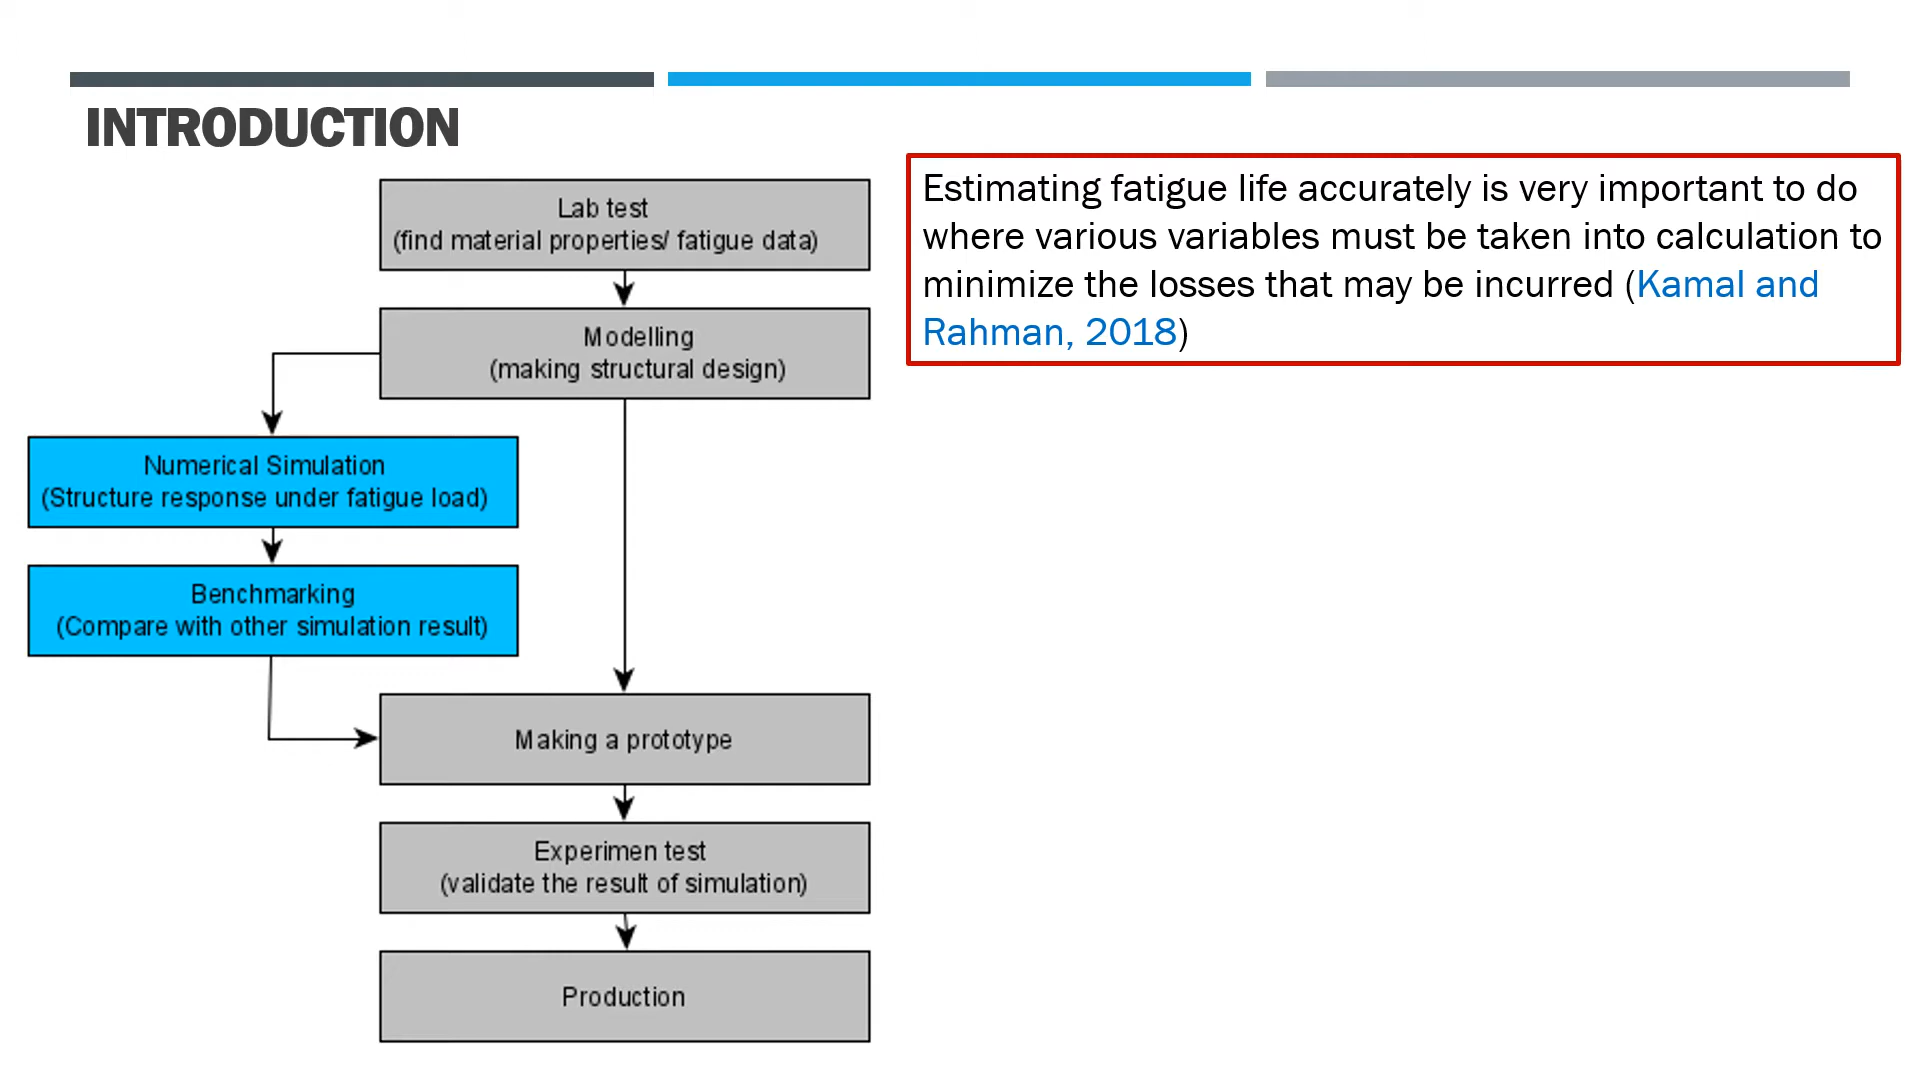 INTRODUCTION
Lab test
(find material properties/ fatigue data)
Modelling
(making structural design)
Numerical Simulation
(Structure response under fatigue load)
Benchmarking
(Compare with other simulation result)
Making a prototype
Experimen test
(validate the result of simulation)
Production
Estimating fatigue life accurately is very important to do
where various variables must be taken into calculation to
minimize the losses that may be incurred (Kamal and
Rahman, 2018)